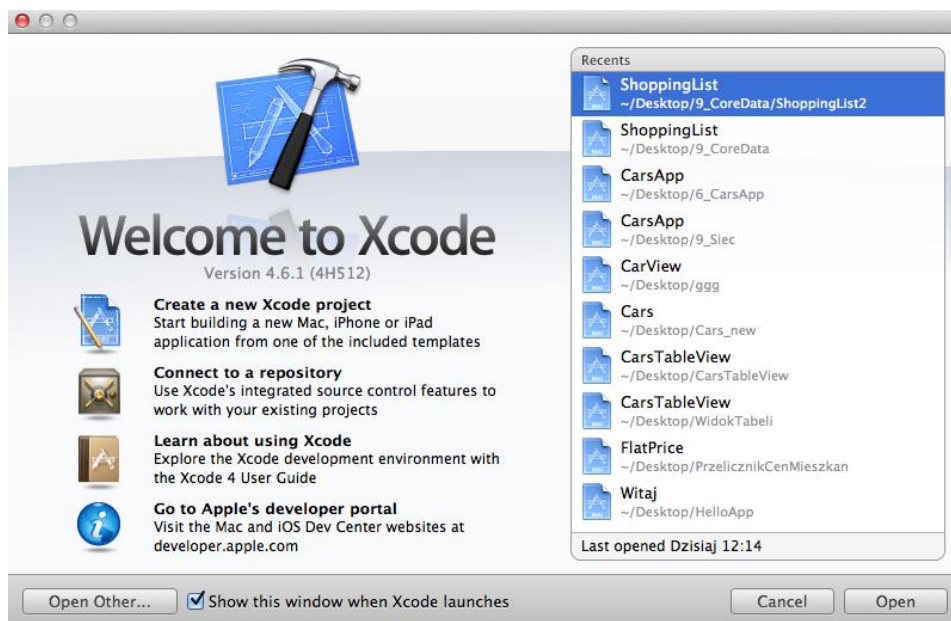 Welcome to Xcode
Version 4.6.1 (4H512)
Create a new Xcode project
Start building a new Mac, iPhone or iPad
application from one of the included templates
Connect to a repository
Use Xcode's integrated source control features to
work with your existing projects
Learn about using Xcode
Explore the Xcode development environment with
the Xcode 4 User Guide
Go to Apple's developer portal
Visit the Mac and iOS Dev Center websites at
developer.apple.com
Recents
ShoppingList
~/Desktop/9_CoreData/ShoppingList2
ShoppingList
~/Desktop/9_CoreData
CarsApp
~/Desktop/6_CarsApp
CarsApp
~/Desktop/9_Siec
CarView
~/Desktop/ggg
Cars
~/Desktop/Cars_new
CarsTableView
~/Desktop/CarsTableView
CarsTableView
~/Desktop/WidokTabeli
FlatPrice
~/Desktop/PrzelicznikCenMieszkan
Witaj
~/Desktop/HelloApp
Last opened Dzisiaj 12:14
Open Other... Show this window when Xcode launches Cancel Open